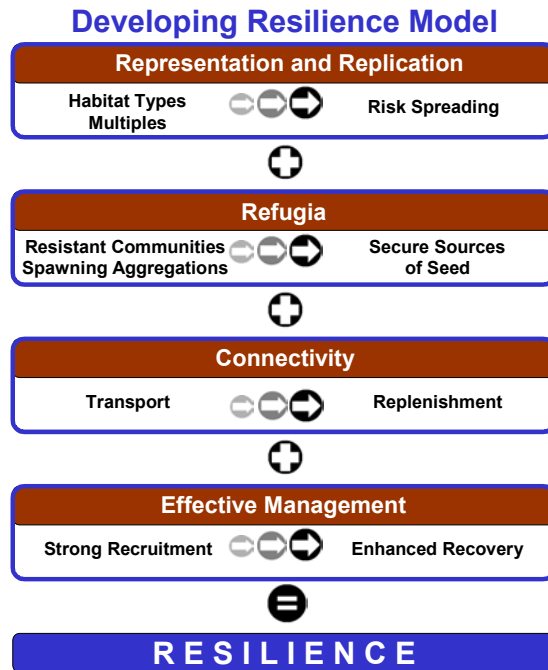 Developing Resilience Model
Representation and Replication
Habitat Types
Multiples
Risk Spreading
Refugia
Resistant Communities
Spawning Aggregations
Secure Sources
of Seed
Connectivity
Transport
Replenishment
Effective Management
Strong Recruitment
Enhanced Recovery
RESILIENCE